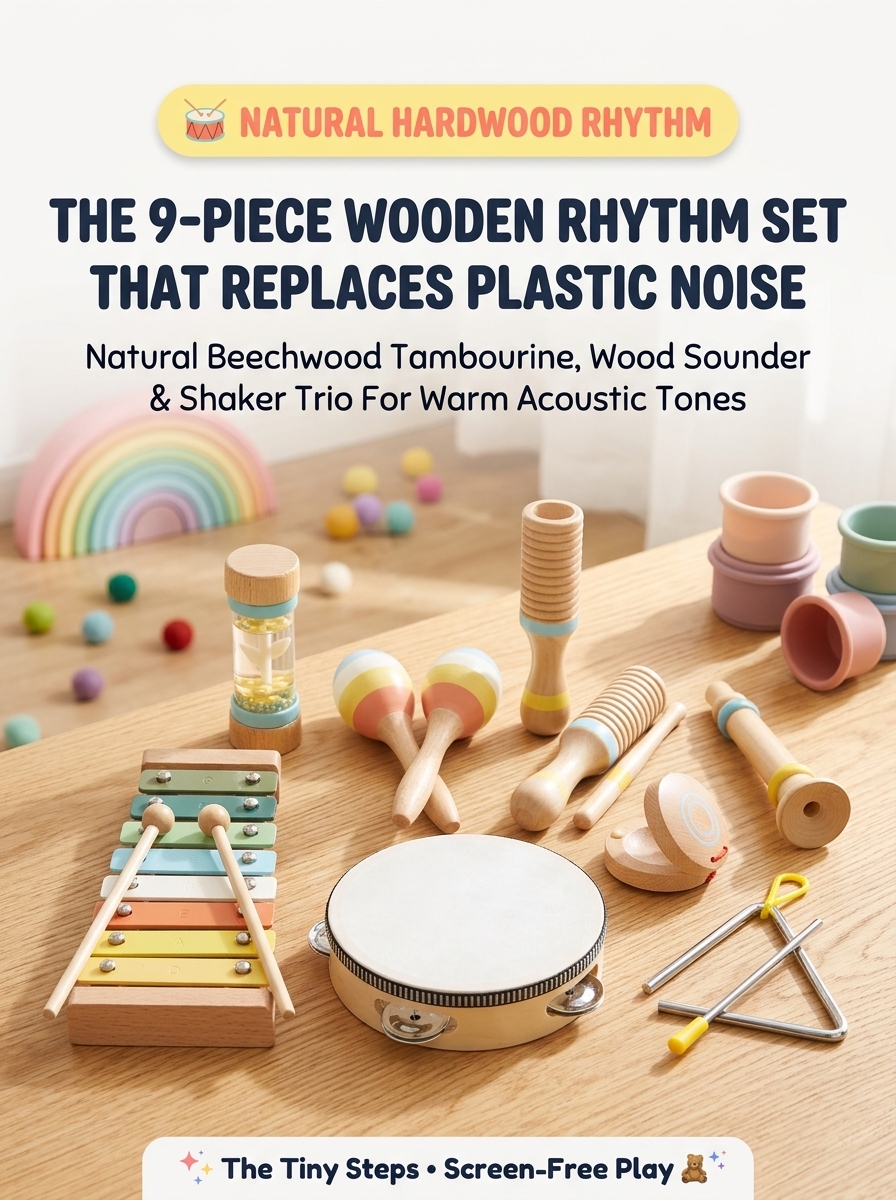 NATURAL HARDWOOD RHYTHM
THE 9-PIECE WOODEN RHYTHM SET
THAT REPLACES PLASTIC NOISE
Natural Beechwood Tambourine, Wood Sounder
& Shaker Trio For Warm Acoustic Tones
The Tiny Steps • Screen-Free Play